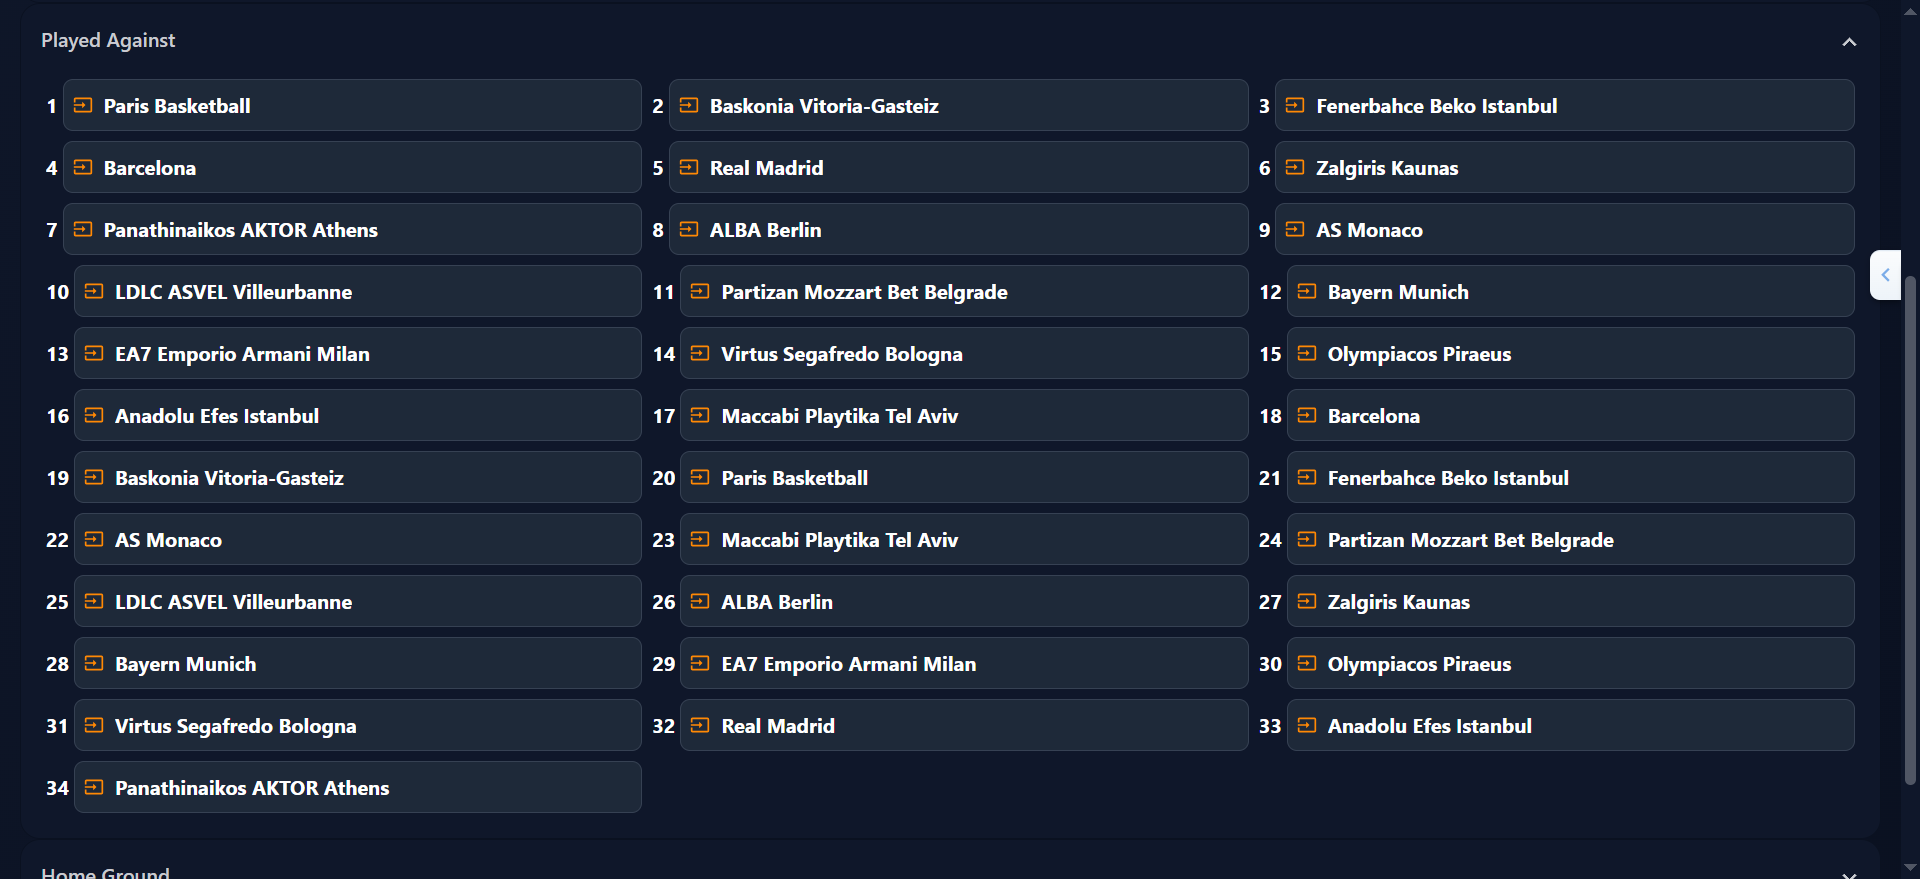 Played Against
1 Paris Basketball 2 Baskonia Vitoria-Gasteiz 3 Fenerbahce Beko Istanbul
4 Barcelona 5 Real Madrid 6 Zalgiris Kaunas
7 Panathinaikos AKTOR Athens 8 ALBA Berlin 9 AS Monaco
10 LDLC ASVEL Villeurbanne 11 Partizan Mozzart Bet Belgrade 12 Bayern Munich
13 EA7 Emporio Armani Milan 14 Virtus Segafredo Bologna 15 Olympiacos Piraeus
16 Anadolu Efes Istanbul 17 Maccabi Playtika Tel Aviv 18 Barcelona
19 Baskonia Vitoria-Gasteiz 20 Paris Basketball 21 Fenerbahce Beko Istanbul
22 AS Monaco 23 Maccabi Playtika Tel Aviv 24 Partizan Mozzart Bet Belgrade
25 LDLC ASVEL Villeurbanne 26 ALBA Berlin 27 Zalgiris Kaunas
28 Bayern Munich 29 EA7 Emporio Armani Milan 30 Olympiacos Piraeus
31 Virtus Segafredo Bologna 32 Real Madrid 33 Anadolu Efes Istanbul
34 Panathinaikos AKTOR Athens
Home Ground